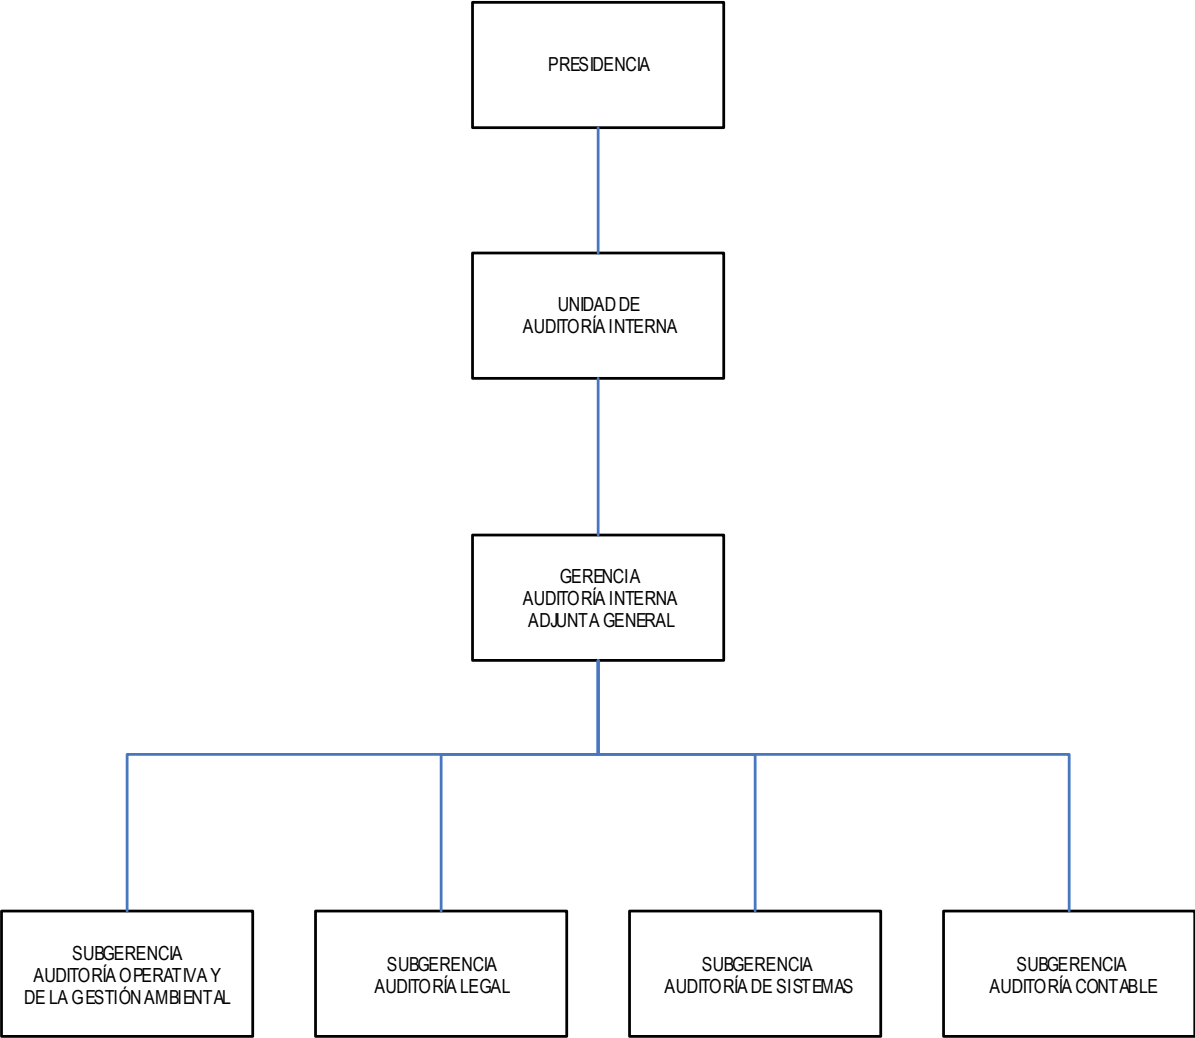 PRESIDENCIA
UNIDAD DE
AUDITORÍA INTERNA
GERENCIA
AUDITORÍA INTERNA
ADJUNTA GENERAL
SUBGERENCIA
AUDITORÍA OPERATIVA Y
DE LA GESTIÓN AMBIENTAL
SUBGERENCIA
AUDITORÍA LEGAL
SUBGERENCIA
AUDITORÍA DE SISTEMAS
SUBGERENCIA
AUDITORÍA CONTABLE